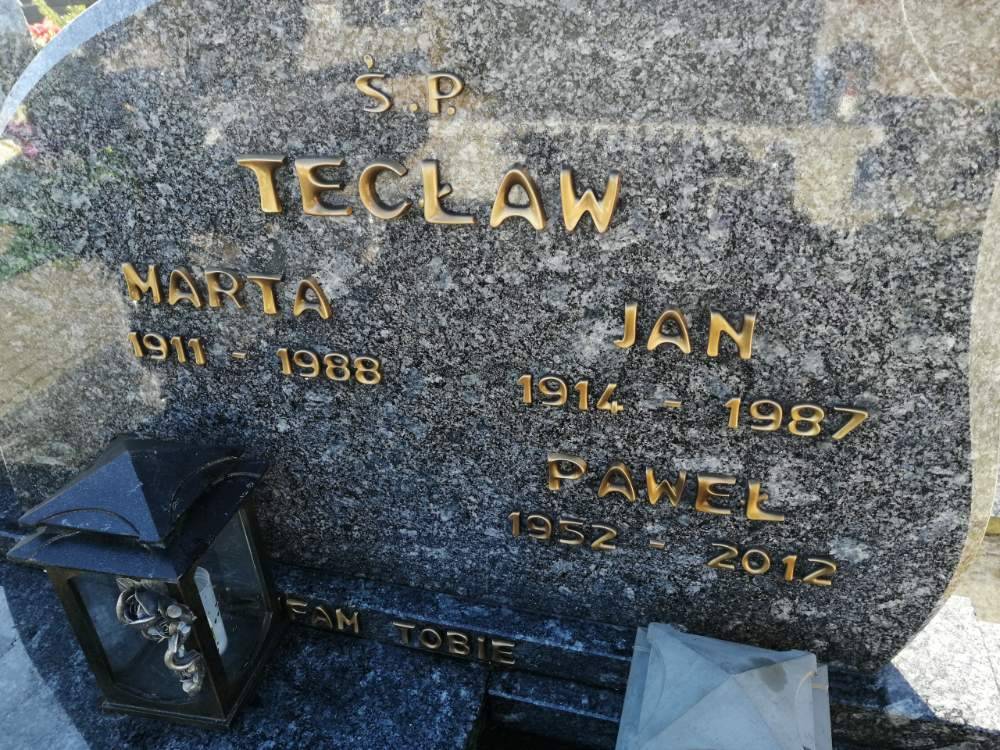 Ś.P.
TECŁAW
MARTA
1911 - 1988
JAN
1914 - 1987
PAWEŁ
1952 - 2012
TOBIE